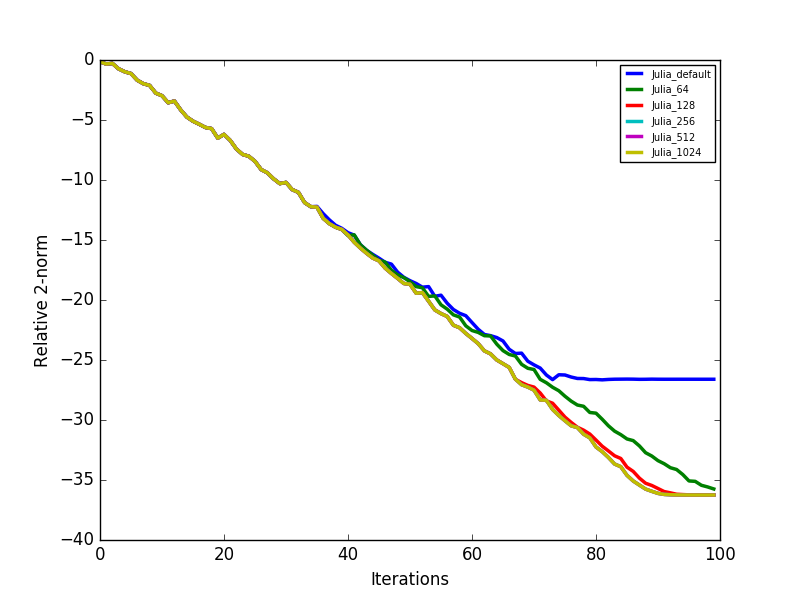 Julia_default
Julia_64
Julia_128
Julia_256
Julia_512
Julia_1024
0
−5
−10
−15
−20
−25
−30
−35
−40
Relative 2-norm
0 20 40 60 80 100
Iterations